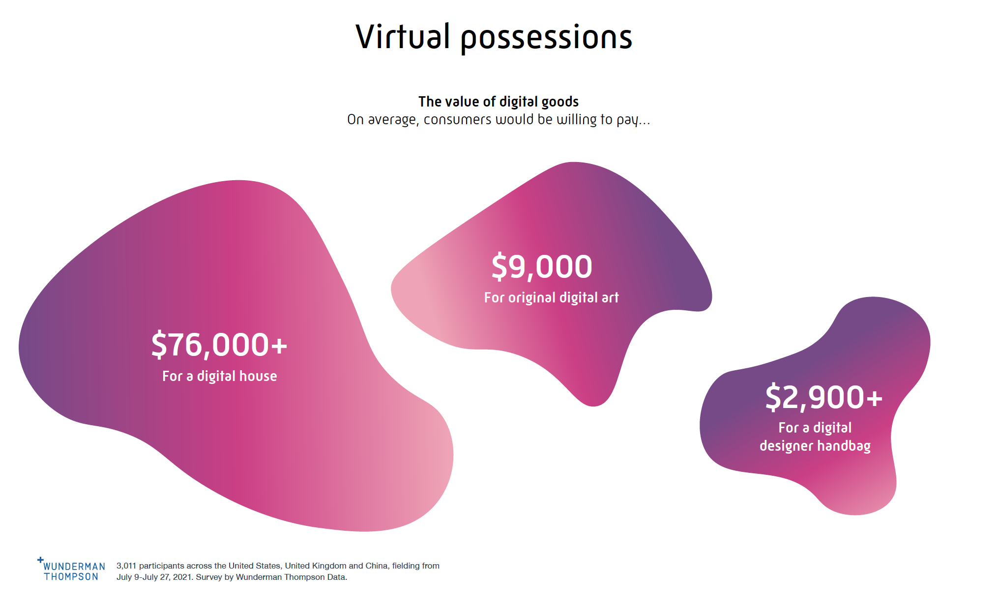 Virtual possessions
The value of digital goods
On average, consumers would be willing to pay...
$76,000+
For a digital house
$9,000
For original digital art
$2,900+
For a digital
designer handbag
+WUNDERMAN
THOMPSON
3,011 participants across the United States, United Kingdom and China, fielding from
July 9-July 27, 2021. Survey by Wunderman Thompson Data.